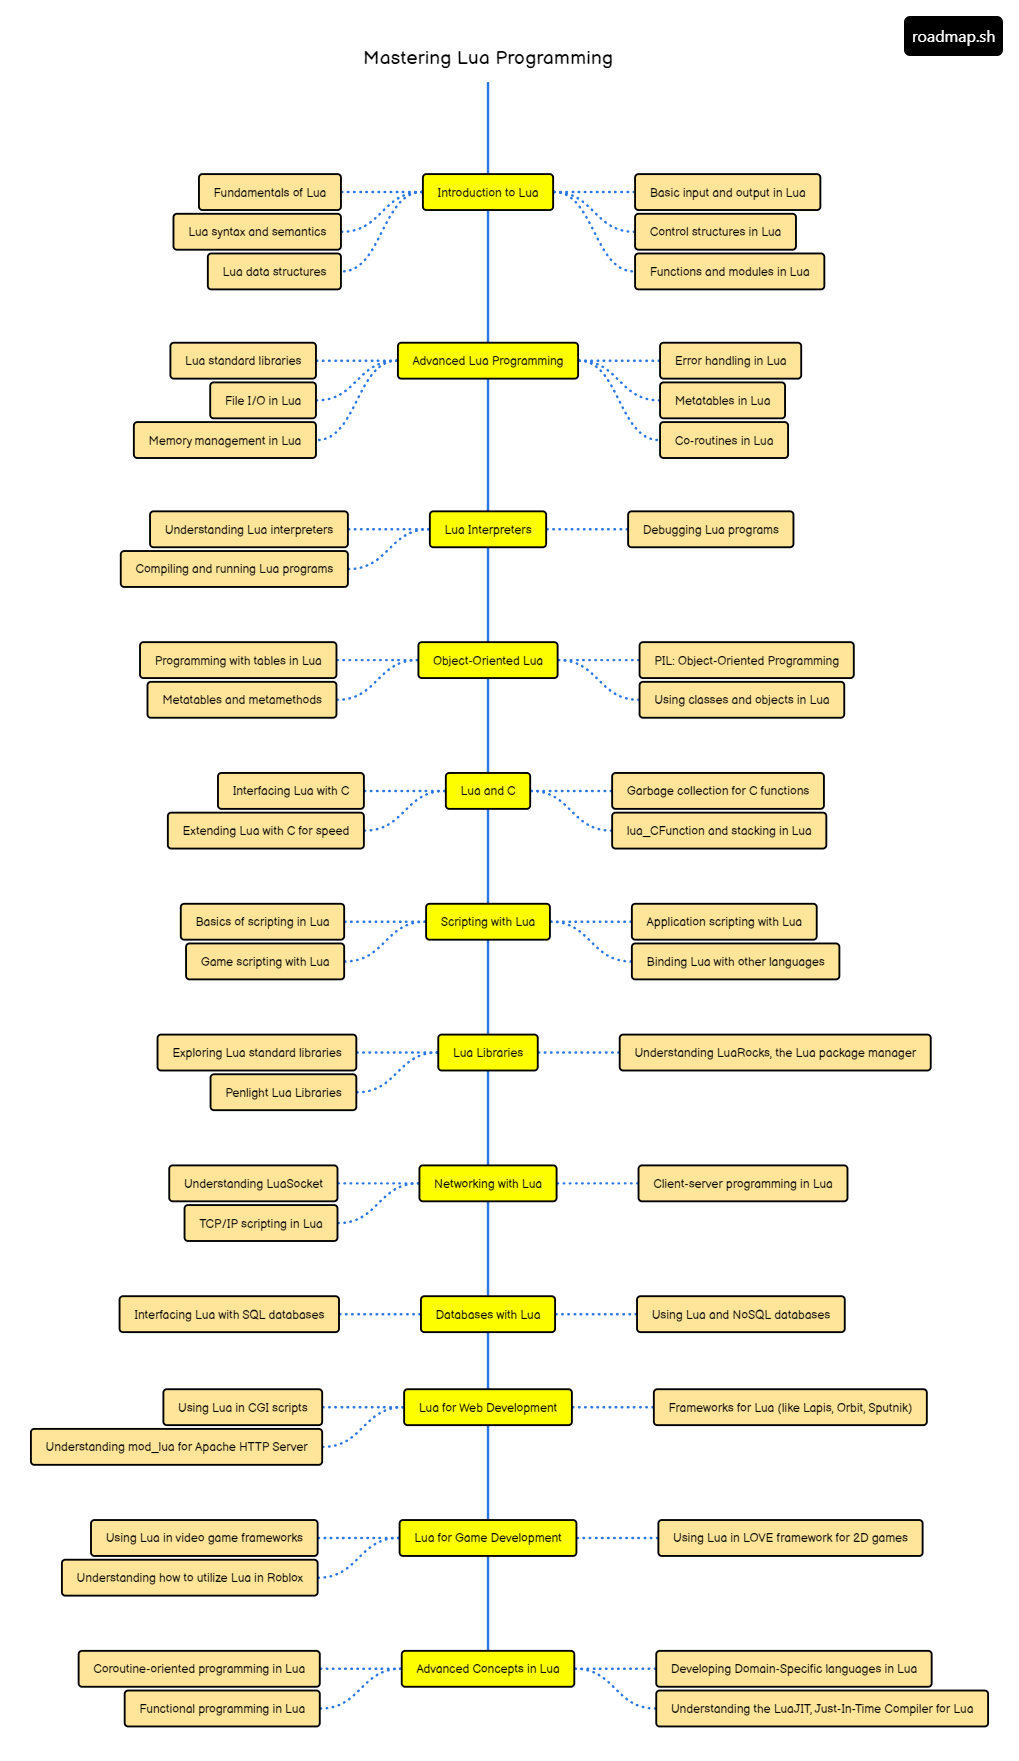 roadmap.sh
Mastering Lua Programming
Fundamentals of Lua
Introduction to Lua
Basic input and output in Lua
Lua syntax and semantics
Control structures in Lua
Lua data structures
Functions and modules in Lua
Lua standard libraries
Advanced Lua Programming
Error handling in Lua
File I/O in Lua
Metatables in Lua
Memory management in Lua
Co-routines in Lua
Understanding Lua interpreters
Lua Interpreters
Debugging Lua programs
Compiling and running Lua programs
Programming with tables in Lua
Object-Oriented Lua
PIL: Object-Oriented Programming
Metatables and metamethods
Using classes and objects in Lua
Interfacing Lua with C
Lua and C
Garbage collection for C functions
Extending Lua with C for speed
lua_CFunction and stacking in Lua
Basics of scripting in Lua
Scripting with Lua
Application scripting with Lua
Game scripting with Lua
Binding Lua with other languages
Exploring Lua standard libraries
Lua Libraries
Understanding LuaRocks, the Lua package manager
Penlight Lua Libraries
Understanding LuaSocket
Networking with Lua
Client-server programming in Lua
TCP/IP scripting in Lua
Interfacing Lua with SQL databases
Databases with Lua
Using Lua and NoSQL databases
Using Lua in CGI scripts
Lua for Web Development
Frameworks for Lua (like Lapis, Orbit, Sputnik)
Understanding mod_lua for Apache HTTP Server
Using Lua in video game frameworks
Lua for Game Development
Using Lua in LOVE framework for 2D games
Understanding how to utilize Lua in Roblox
Coroutine-oriented programming in Lua
Advanced Concepts in Lua
Developing Domain-Specific languages in Lua
Functional programming in Lua
Understanding the LuaJIT, Just-In-Time Compiler for Lua